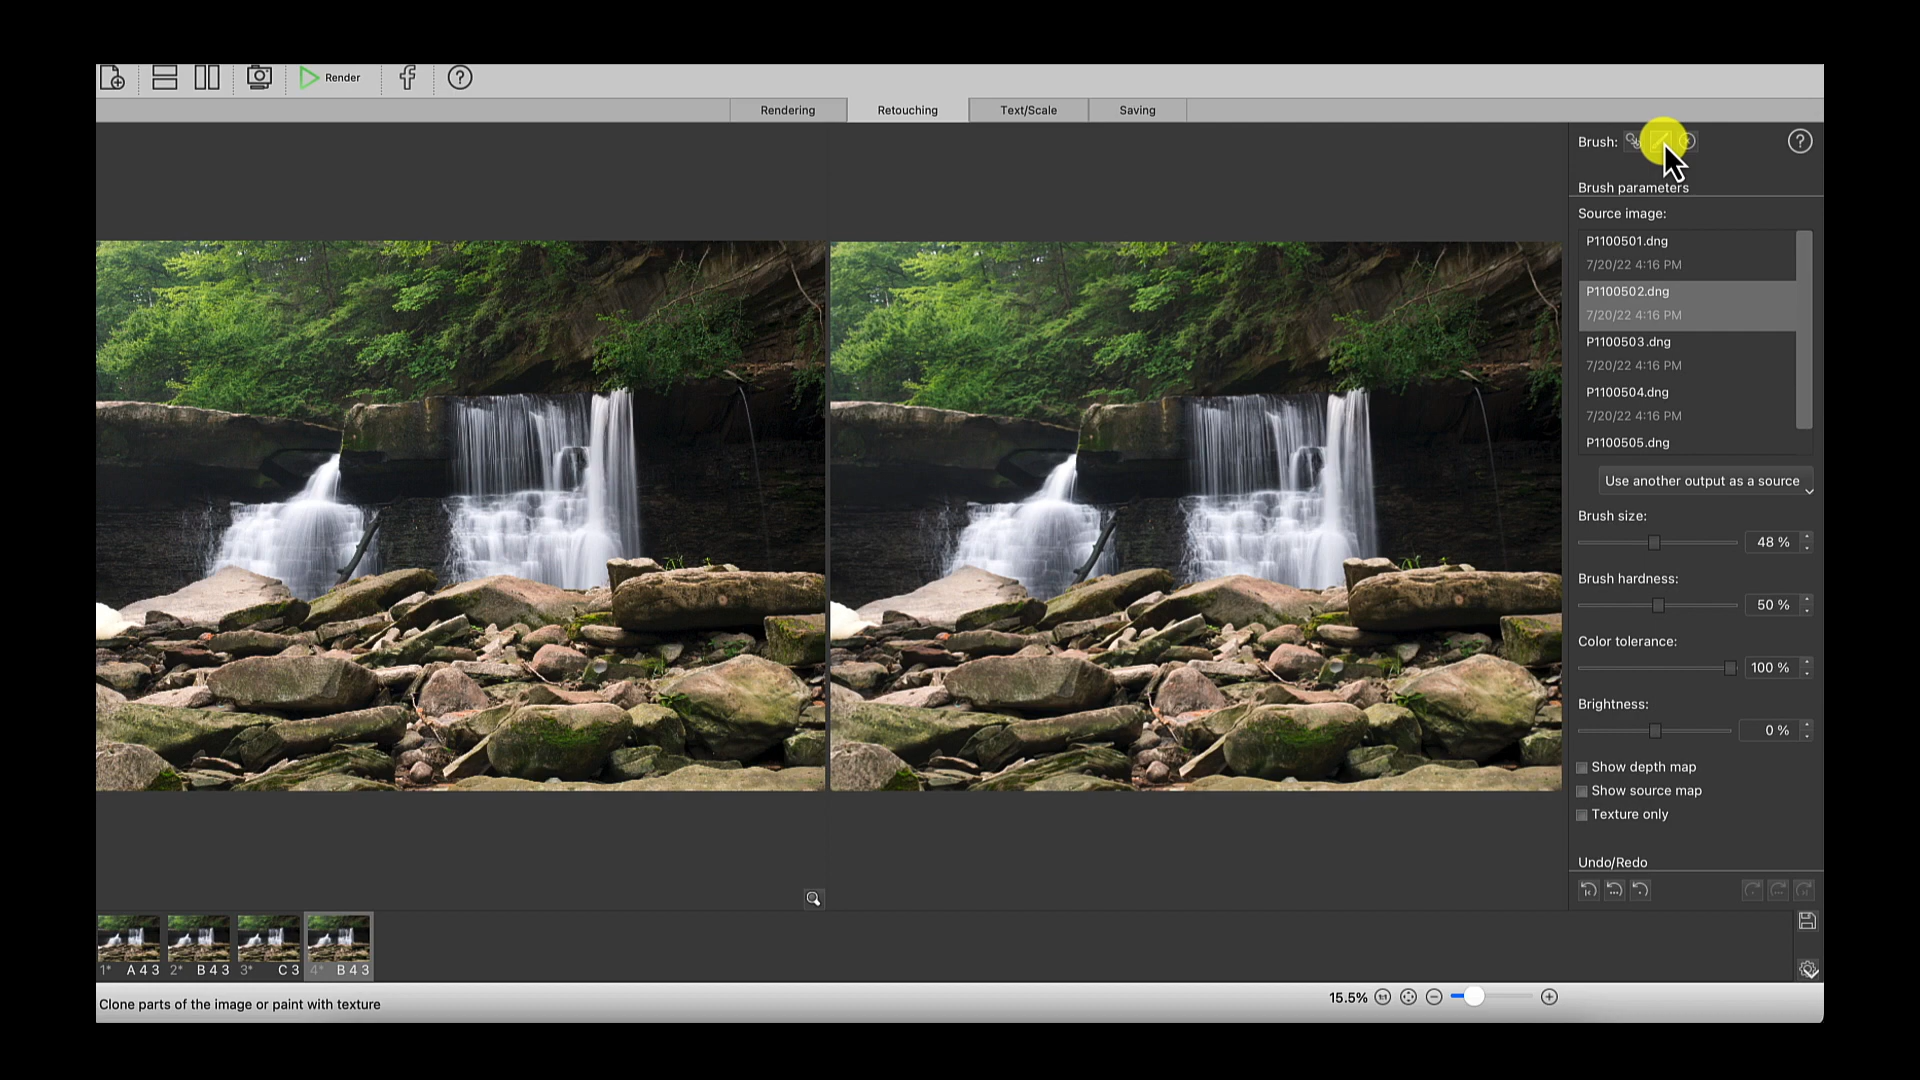 Render
Rendering
Retouching
Text/Scale
Saving
Brush:
Brush parameters
Source image:
P1100501.dng
7/20/22 4:16 PM
P1100502.dng
7/20/22 4:16 PM
P1100503.dng
7/20/22 4:16 PM
P1100504.dng
7/20/22 4:16 PM
P1100505.dng
Use another output as a source
Brush size:
48 %
Brush hardness:
50 %
Color tolerance:
100 %
Brightness:
0 %
Show depth map
Show source map
Texture only
Undo/Redo
1* A 4 3
2* B 4 3
3* C 3
4* B 4 3
Clone parts of the image or paint with texture
15.5%